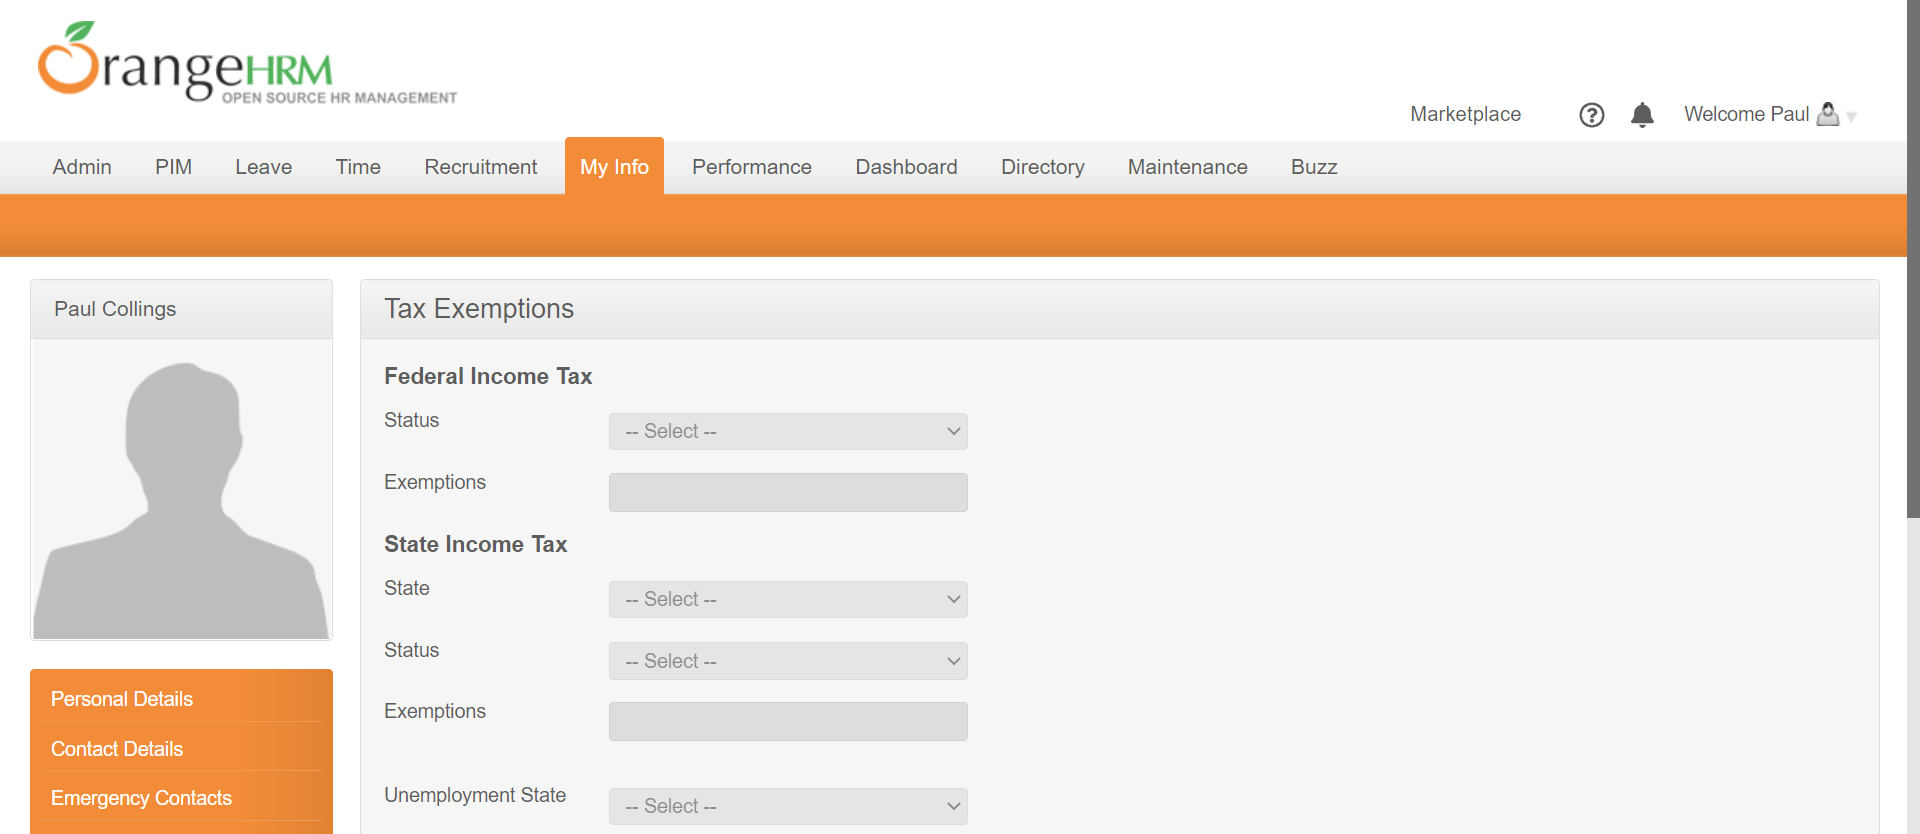 OrangeHRM
OPEN SOURCE HR MANAGEMENT
Marketplace ? Welcome Paul
Admin PIM Leave Time Recruitment My Info Performance Dashboard Directory Maintenance Buzz
Paul Collings
Tax Exemptions
Federal Income Tax
Status -- Select --
Exemptions
State Income Tax
State -- Select --
Status -- Select --
Exemptions
Unemployment State -- Select --
Personal Details
Contact Details
Emergency Contacts